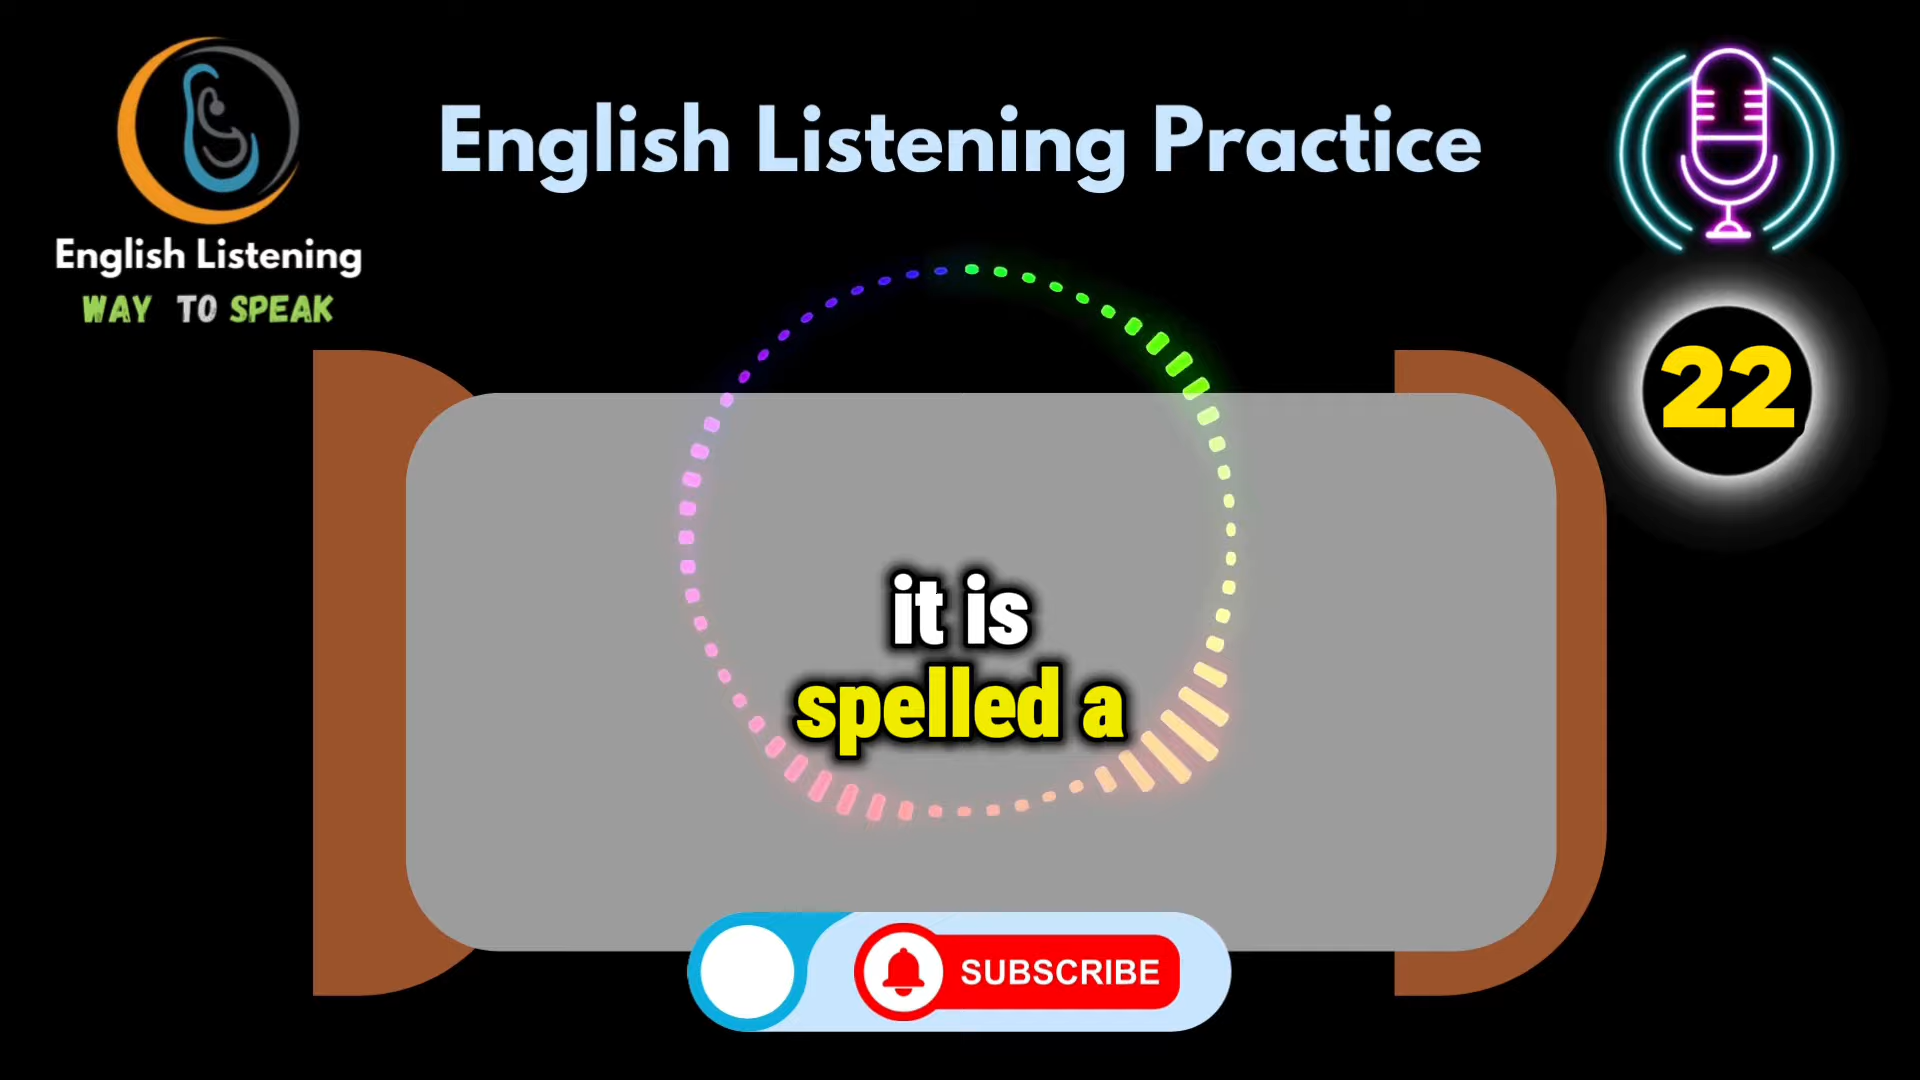 English Listening Practice
English Listening
WAY TO SPEAK
22
it is
spelled a
SUBSCRIBE